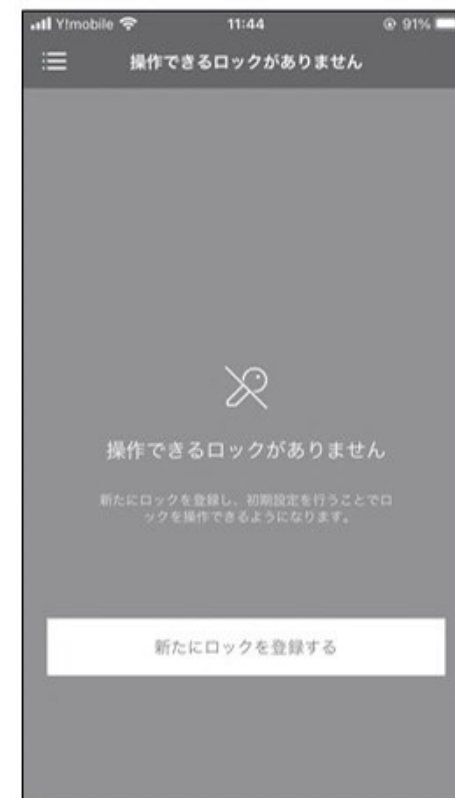 Y!mobile 11:44 91%
操作できるロックがありません
操作できるロックがありません
新たにロックを登録し、初期設定を行うことでロ
ックを操作できるようになります。
新たにロックを登録する